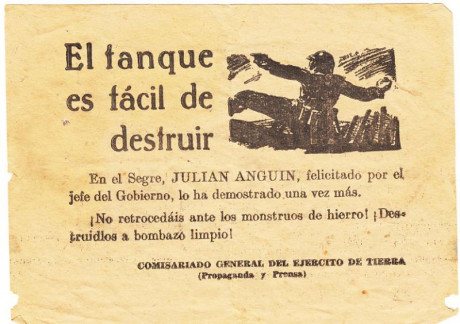 El tanque
es fácil de
destruir
En el Segre, JULIAN ANGUIN, felicitado por el
jefe del Gobierno, lo ha demostrado una vez más.
¡No retrocedáis ante los monstruos de hierro! ¡Des-
truidlos a bombazo limpio!
COMISARIADO GENERAL DEL EJERCITO DE TIERRA
(Propaganda y Prensa)